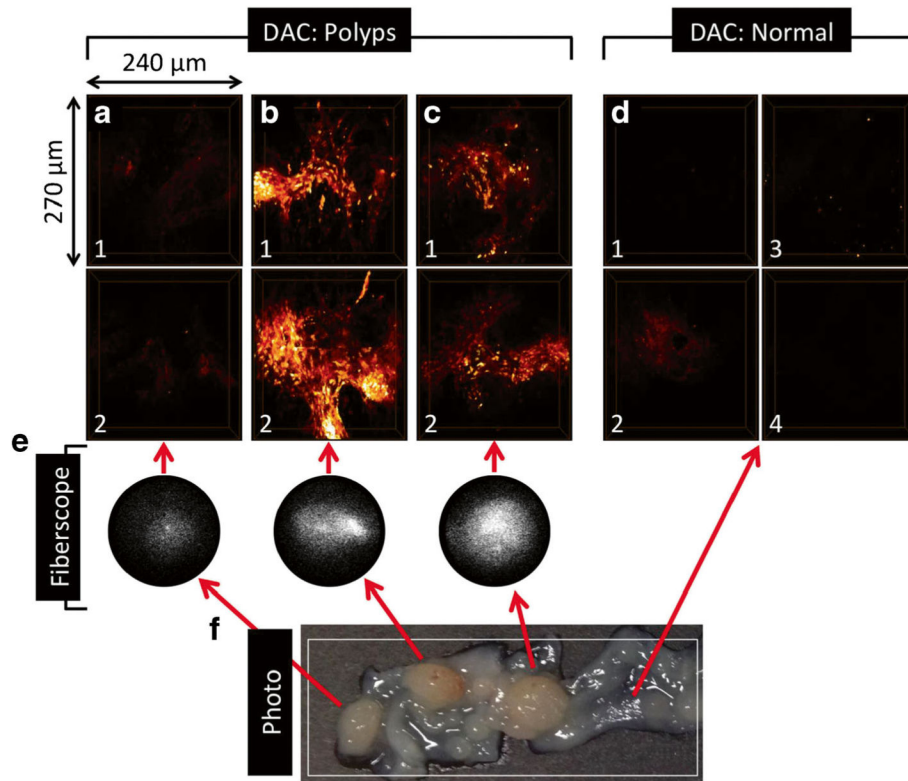 DAC: Polyps
DAC: Normal
240 μm
270 μm
a
b
c
d
1
1
1
1
3
2
2
2
2
4
e
Fiberscope
f
Photo